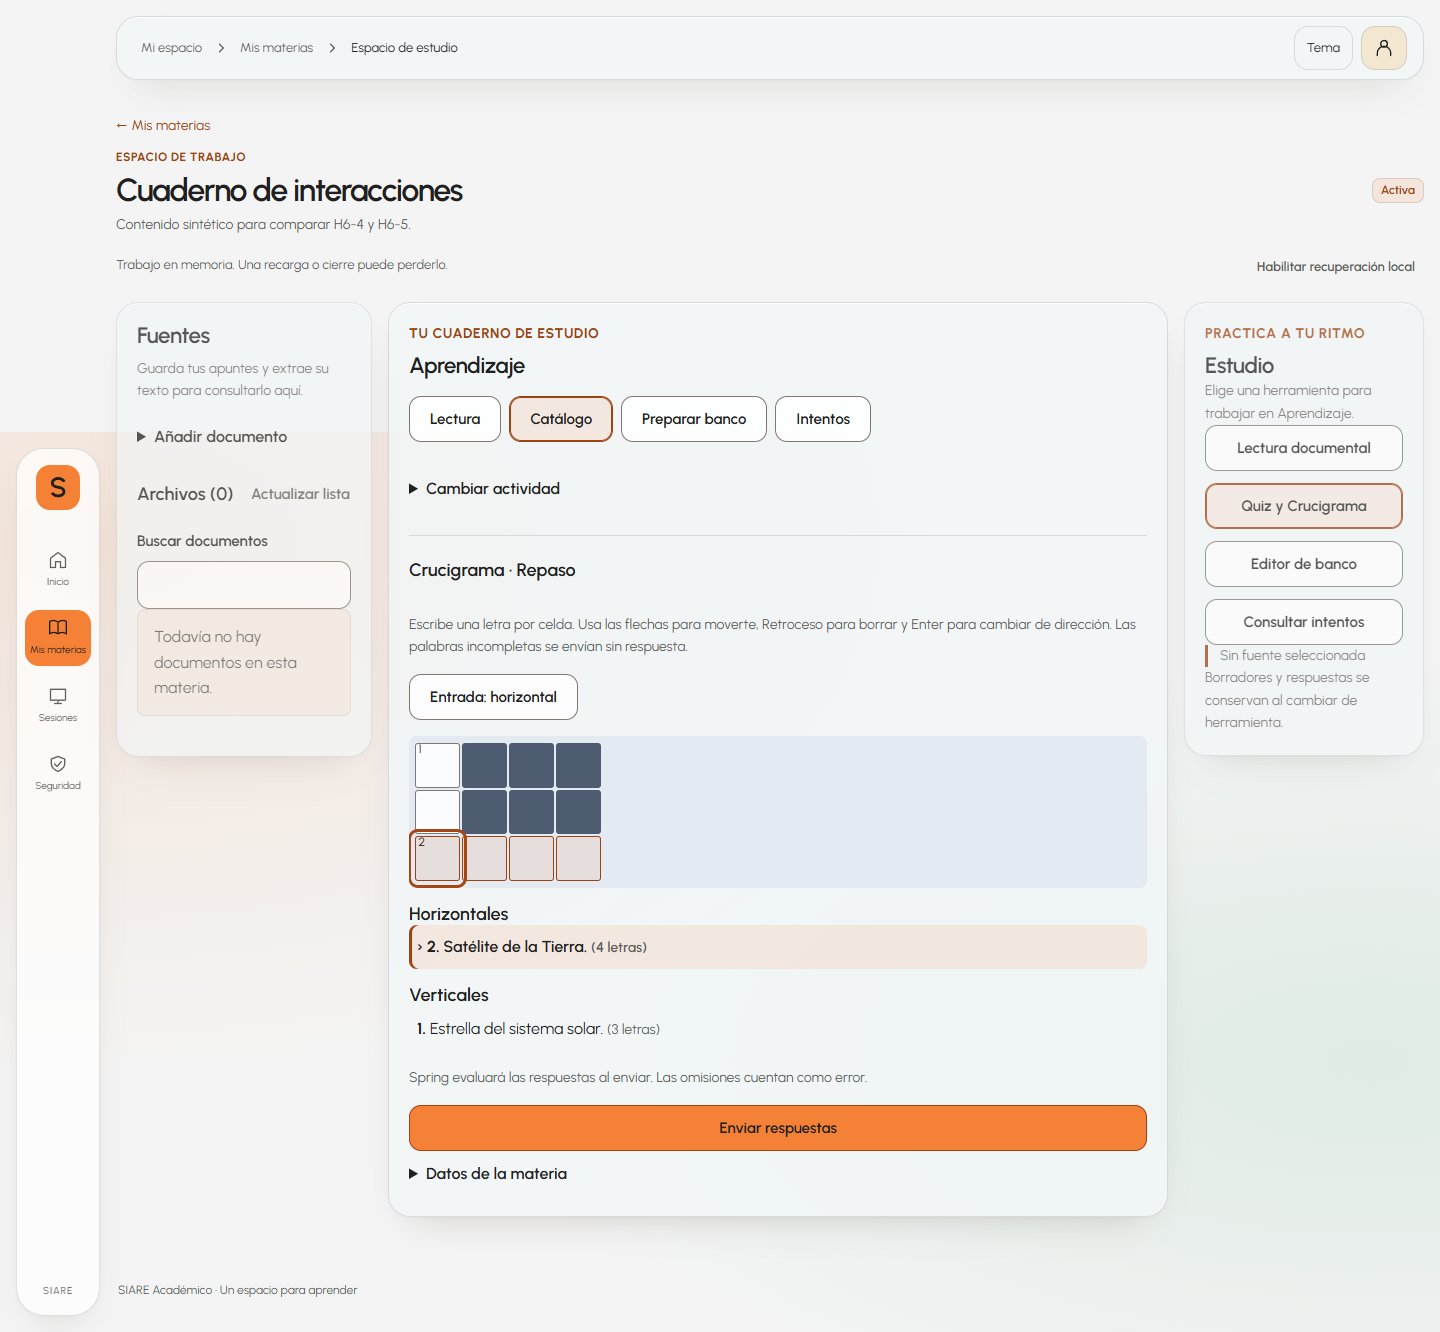 Mi espacio > Mis materias > Espacio de estudio
Tema
← Mis materias
ESPACIO DE TRABAJO
Cuaderno de interacciones
Activa
Contenido sintético para comparar H6-4 y H6-5.
Trabajo en memoria. Una recarga o cierre puede perderlo.
Habilitar recuperación local
S
Inicio
Mis materias
Sesiones
Seguridad
SIARE
Fuentes
Guarda tus apuntes y extrae su
texto para consultarlo aquí.
Añadir documento
Archivos (0)
Actualizar lista
Buscar documentos
Todavía no hay
documentos en esta
materia.
TU CUADERNO DE ESTUDIO
Aprendizaje
Lectura
Catálogo
Preparar banco
Intentos
Cambiar actividad
Crucigrama · Repaso
Escribe una letra por celda. Usa las flechas para moverte, Retroceso para borrar y Enter para cambiar de dirección. Las
palabras incompletas se envían sin respuesta.
Entrada: horizontal
1
2
Horizontales
› 2. Satélite de la Tierra. (4 letras)
Verticales
1. Estrella del sistema solar. (3 letras)
Spring evaluará las respuestas al enviar. Las omisiones cuentan como error.
Enviar respuestas
Datos de la materia
PRACTICA A TU RITMO
Estudio
Elige una herramienta para
trabajar en Aprendizaje.
Lectura documental
Quiz y Crucigrama
Editor de banco
Consultar intentos
Sin fuente seleccionada
Borradores y respuestas se
conservan al cambiar de
herramienta.
SIARE Académico · Un espacio para aprender